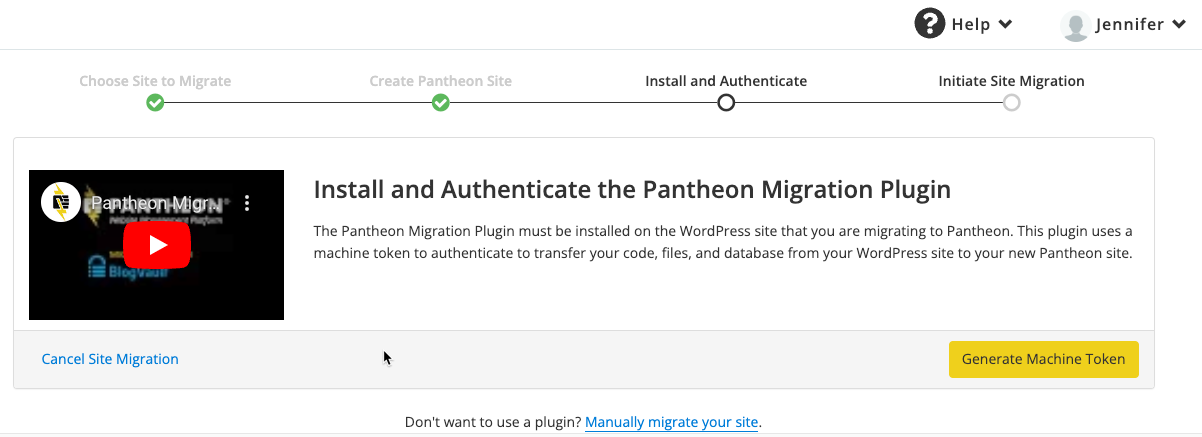 Help
Jennifer
Choose Site to Migrate
Create Pantheon Site
Install and Authenticate
Initiate Site Migration
Pantheon Migr...
PANTHEON
BlogVault
Install and Authenticate the Pantheon Migration Plugin
The Pantheon Migration Plugin must be installed on the WordPress site that you are migrating to Pantheon. This plugin uses a
machine token to authenticate to transfer your code, files, and database from your WordPress site to your new Pantheon site.
Cancel Site Migration
Generate Machine Token
Don't want to use a plugin? Manually migrate your site.